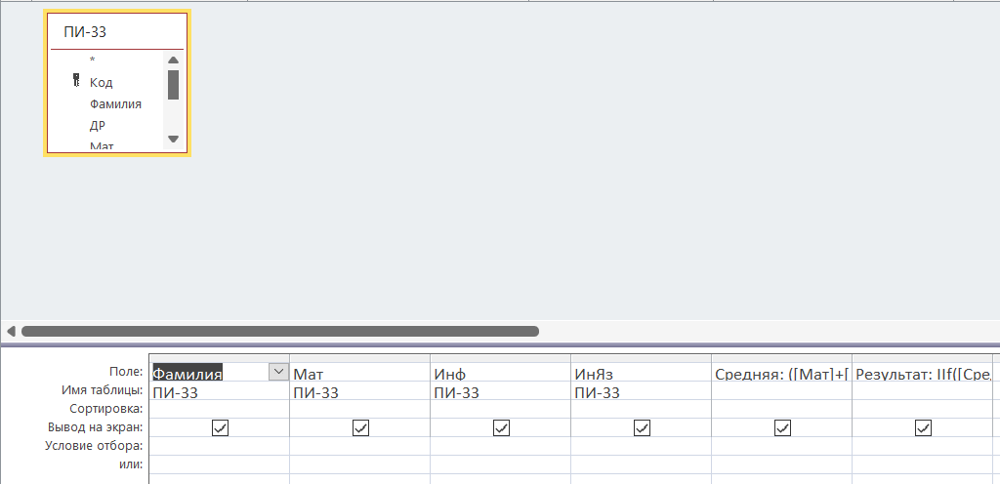 ПИ-33
*
Код
Фамилия
ДР
Мат
Поле: Фамилия Мат Инф ИнЯз Средняя: ([Мат]+[ Результат: IIf([Сре
Имя таблицы: ПИ-33 ПИ-33 ПИ-33 ПИ-33
Сортировка:
Вывод на экран:
Условие отбора:
или: